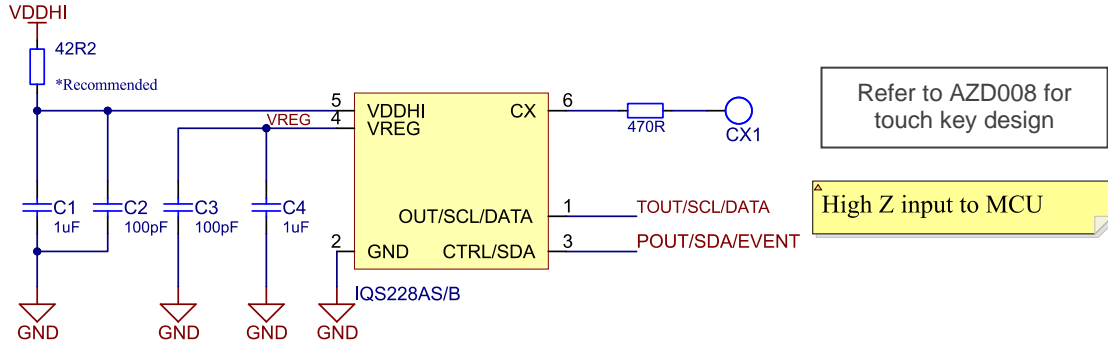 VDDHI
42R2
*Recommended
5
VDDHI
VREG
4
VREG
CX
6
470R
CX1
Refer to AZD008 for
touch key design
C1
1uF
C2
100pF
C3
100pF
C4
1uF
OUT/SCL/DATA
1
TOUT/SCL/DATA
High Z input to MCU
2
GND
CTRL/SDA
3
POUT/SDA/EVENT
IQS228AS/B
GND
GND
GND
GND